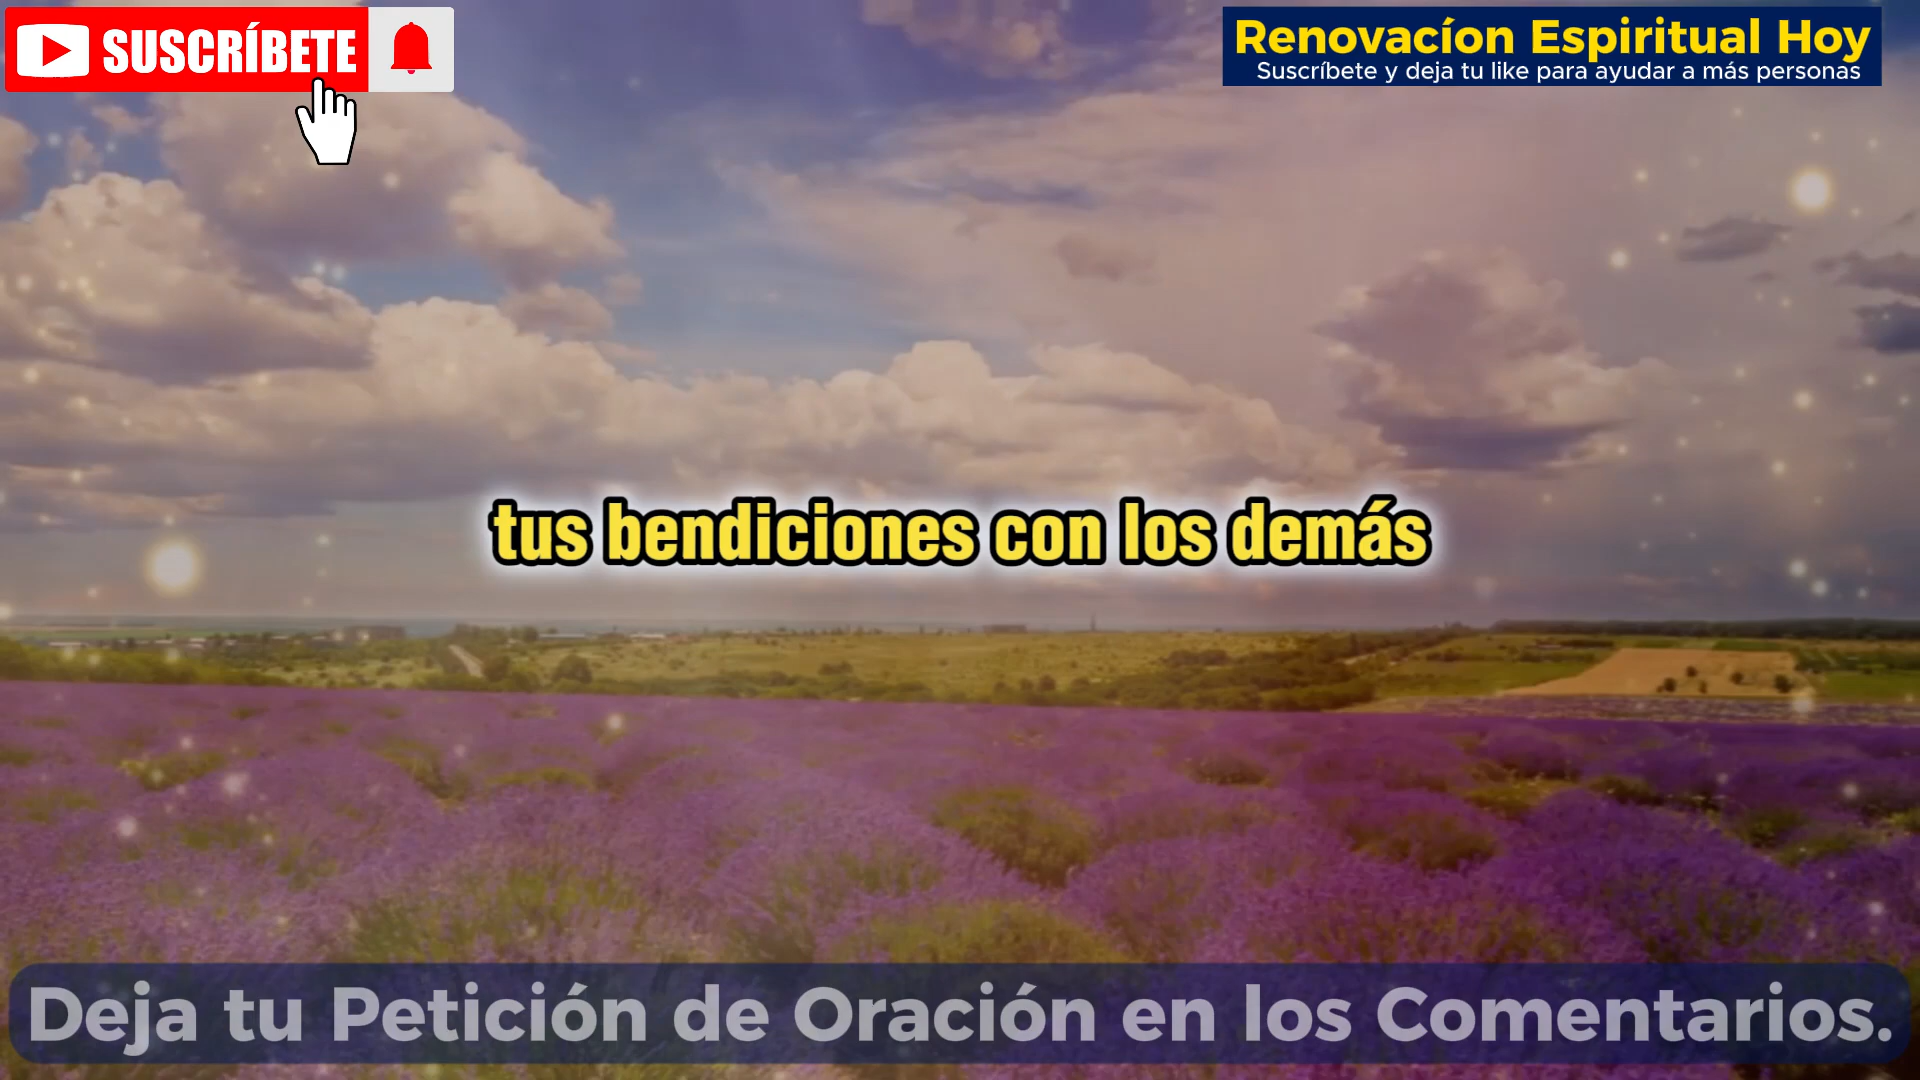 SUSCRÍBETE
Renovacíon Espiritual Hoy
Suscríbete y deja tu like para ayudar a más personas
tus bendiciones con los demás
Deja tu Petición de Oración en los Comentarios.